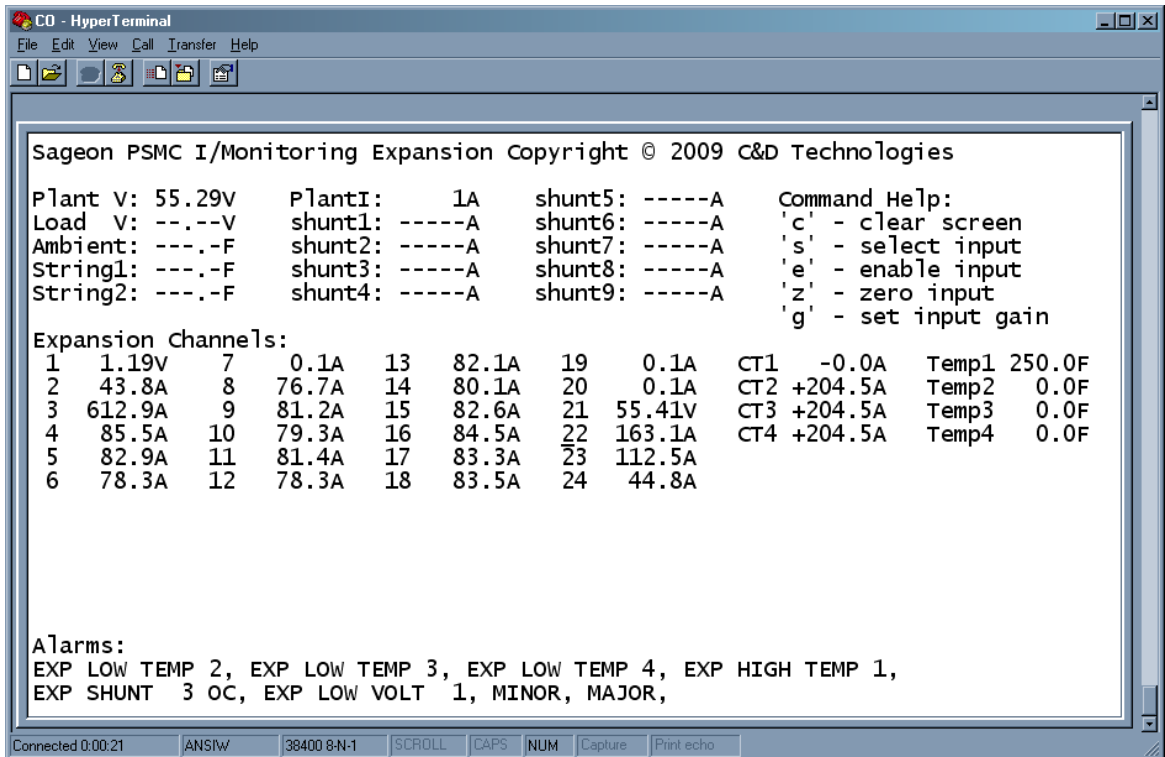 CO - HyperTerminal
File Edit View Call Transfer Help
Sageon PSMC I/Monitoring Expansion Copyright © 2009 C&D Technologies
Plant V: 55.29V PlantI: 1A shunt5: -----A Command Help:
Load V: --.--V shunt1: -----A shunt6: -----A 'c' - clear screen
Ambient: ---.-F shunt2: -----A shunt7: -----A 's' - select input
String1: ---.-F shunt3: -----A shunt8: -----A 'e' - enable input
String2: ---.-F shunt4: -----A shunt9: -----A 'z' - zero input
'g' - set input gain
Expansion Channels:
1 1.19V 7 0.1A 13 82.1A 19 0.1A CT1 -0.0A Temp1 250.0F
2 43.8A 8 76.7A 14 80.1A 20 0.1A CT2 +204.5A Temp2 0.0F
3 612.9A 9 81.2A 15 82.6A 21 55.41V CT3 +204.5A Temp3 0.0F
4 85.5A 10 79.3A 16 84.5A 22 163.1A CT4 +204.5A Temp4 0.0F
5 82.9A 11 81.4A 17 83.3A 23 112.5A
6 78.3A 12 78.3A 18 83.5A 24 44.8A
Alarms:
EXP LOW TEMP 2, EXP LOW TEMP 3, EXP LOW TEMP 4, EXP HIGH TEMP 1,
EXP SHUNT 3 OC, EXP LOW VOLT 1, MINOR, MAJOR,
Connected 0:00:21 ANSIW 38400 8-N-1 SCROLL CAPS NUM Capture Print echo